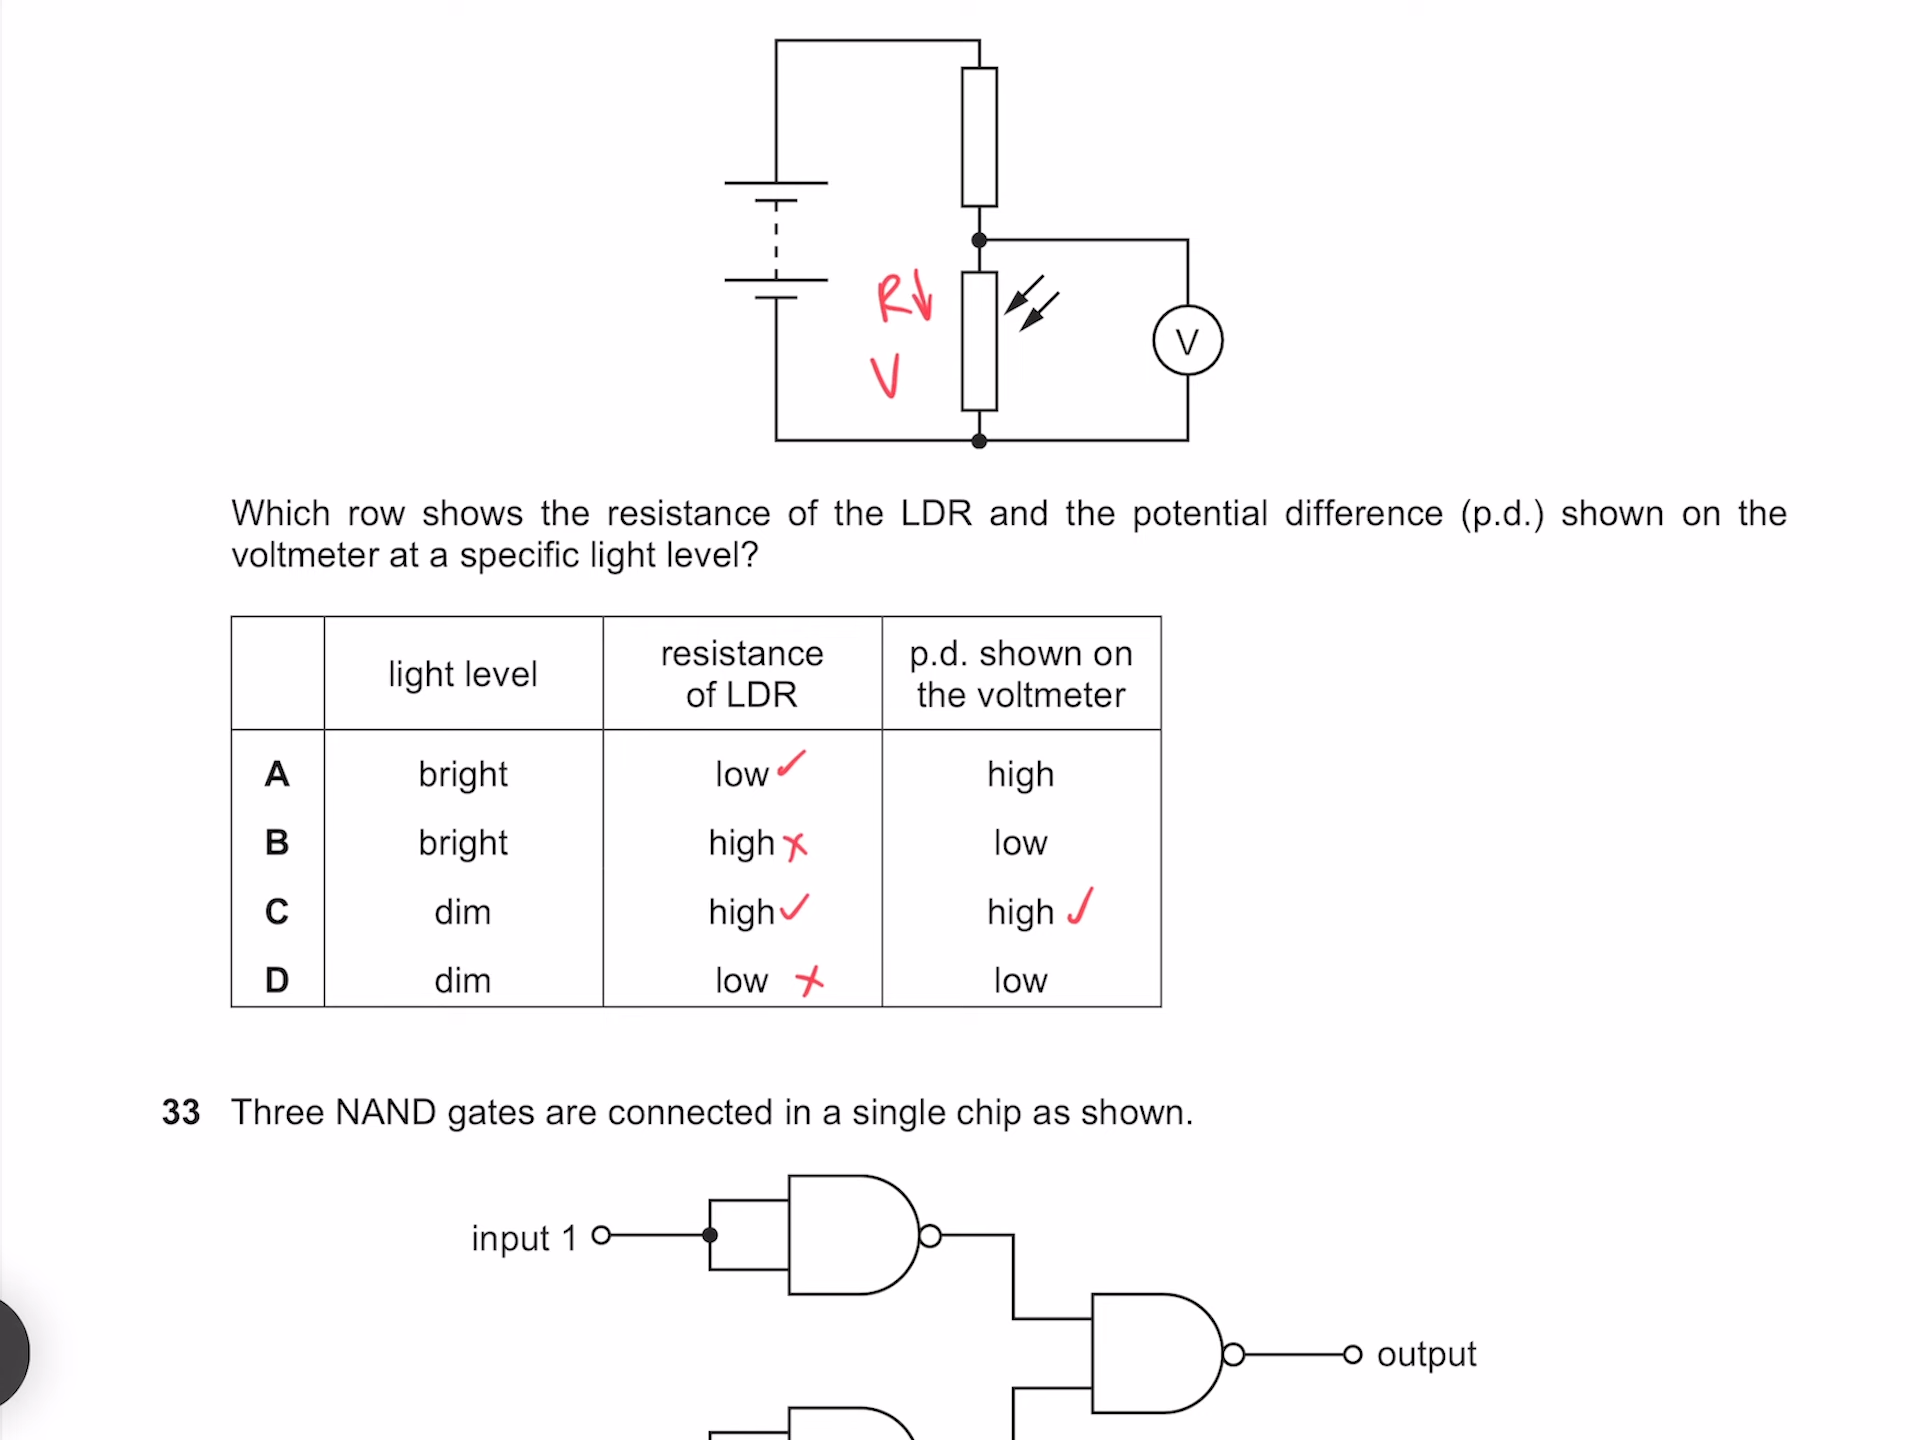 R↓
V
V
Which row shows the resistance of the LDR and the potential difference (p.d.) shown on the
voltmeter at a specific light level?
light level resistance of LDR p.d. shown on the voltmeter
A bright low ✓ high
B bright high ✗ low
C dim high ✓ high ✓
D dim low ✗ low
33 Three NAND gates are connected in a single chip as shown.
input 1
output